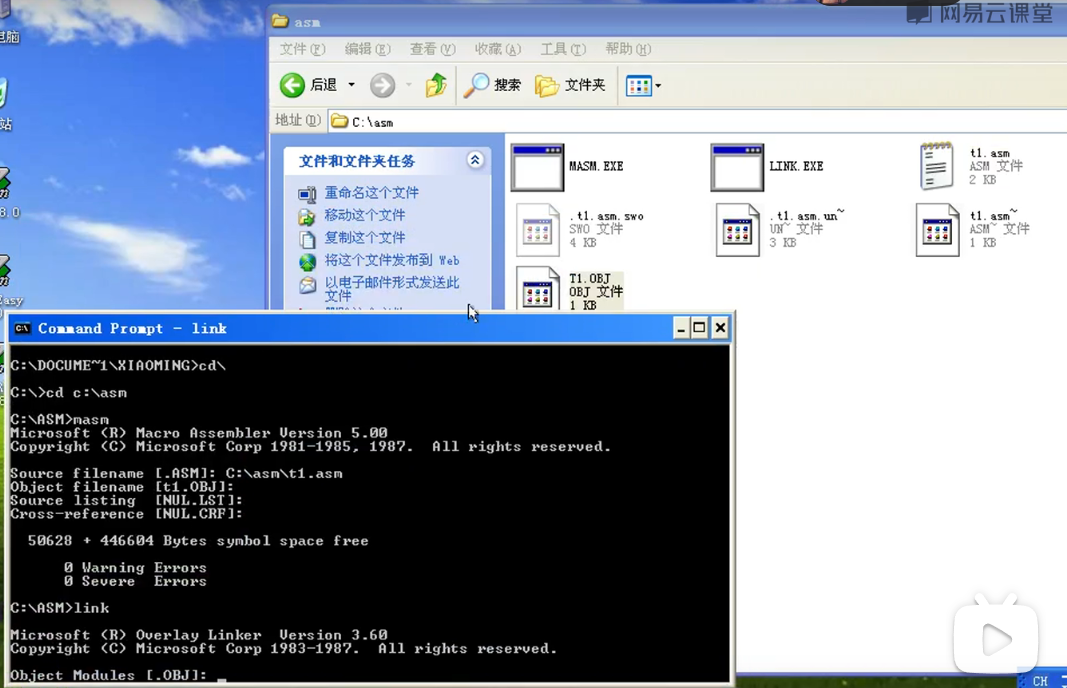 asm
网易云课堂
电脑
文件(F) 编辑(E) 查看(V) 收藏(A) 工具(T) 帮助(H)
后退 搜索 文件夹
站
地址(D) C:\asm
文件和文件夹任务
重命名这个文件
移动这个文件
复制这个文件
将这个文件发布到 Web
以电子邮件形式发送此
文件
MASM.EXE
LINK.EXE
t1.asm
ASM 文件
2 KB
.t1.asm.swo
SWO 文件
4 KB
.t1.asm.un~
UN~ 文件
3 KB
t1.asm~
ASM~ 文件
1 KB
T1.OBJ
OBJ 文件
1 KB
8.0
Easy
Command Prompt - link
C:\DOCUME~1\XIAOMING>cd\
C:\>cd c:\asm
C:\ASM>masm
Microsoft (R) Macro Assembler Version 5.00
Copyright (C) Microsoft Corp 1981-1985, 1987.  All rights reserved.
Source filename [.ASM]: C:\asm\t1.asm
Object filename [t1.OBJ]:
Source listing  [NUL.LST]:
Cross-reference [NUL.CRF]:
50628 + 446604 Bytes symbol space free
0 Warning Errors
0 Severe  Errors
C:\ASM>link
Microsoft (R) Overlay Linker  Version 3.60
Copyright (C) Microsoft Corp 1983-1987.  All rights reserved.
Object Modules [.OBJ]: _
CH